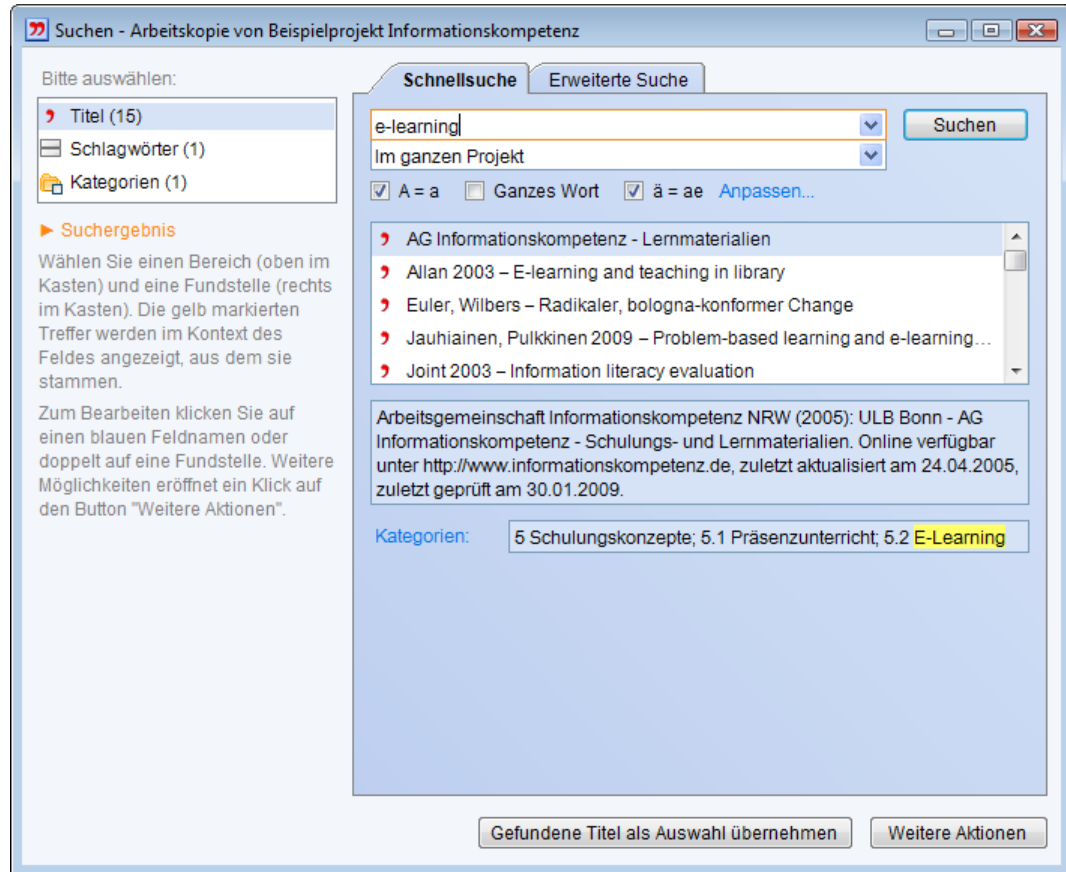 Suchen - Arbeitskopie von Beispielprojekt Informationskompetenz
Bitte auswählen:
Titel (15)
Schlagwörter (1)
Kategorien (1)
► Suchergebnis
Wählen Sie einen Bereich (oben im
Kasten) und eine Fundstelle (rechts
im Kasten). Die gelb markierten
Treffer werden im Kontext des
Feldes angezeigt, aus dem sie
stammen.
Zum Bearbeiten klicken Sie auf
einen blauen Feldnamen oder
doppelt auf eine Fundstelle. Weitere
Möglichkeiten eröffnet ein Klick auf
den Button "Weitere Aktionen".
Schnellsuche
Erweiterte Suche
e-learning
Suchen
Im ganzen Projekt
A = a
Ganzes Wort
ä = ae
Anpassen...
AG Informationskompetenz - Lernmaterialien
Allan 2003 – E-learning and teaching in library
Euler, Wilbers – Radikaler, bologna-konformer Change
Jauhiainen, Pulkkinen 2009 – Problem-based learning and e-learning...
Joint 2003 – Information literacy evaluation
Arbeitsgemeinschaft Informationskompetenz NRW (2005): ULB Bonn - AG
Informationskompetenz - Schulungs- und Lernmaterialien. Online verfügbar
unter http://www.informationskompetenz.de, zuletzt aktualisiert am 24.04.2005,
zuletzt geprüft am 30.01.2009.
Kategorien:
5 Schulungskonzepte; 5.1 Präsenzunterricht; 5.2 E-Learning
Gefundene Titel als Auswahl übernehmen
Weitere Aktionen